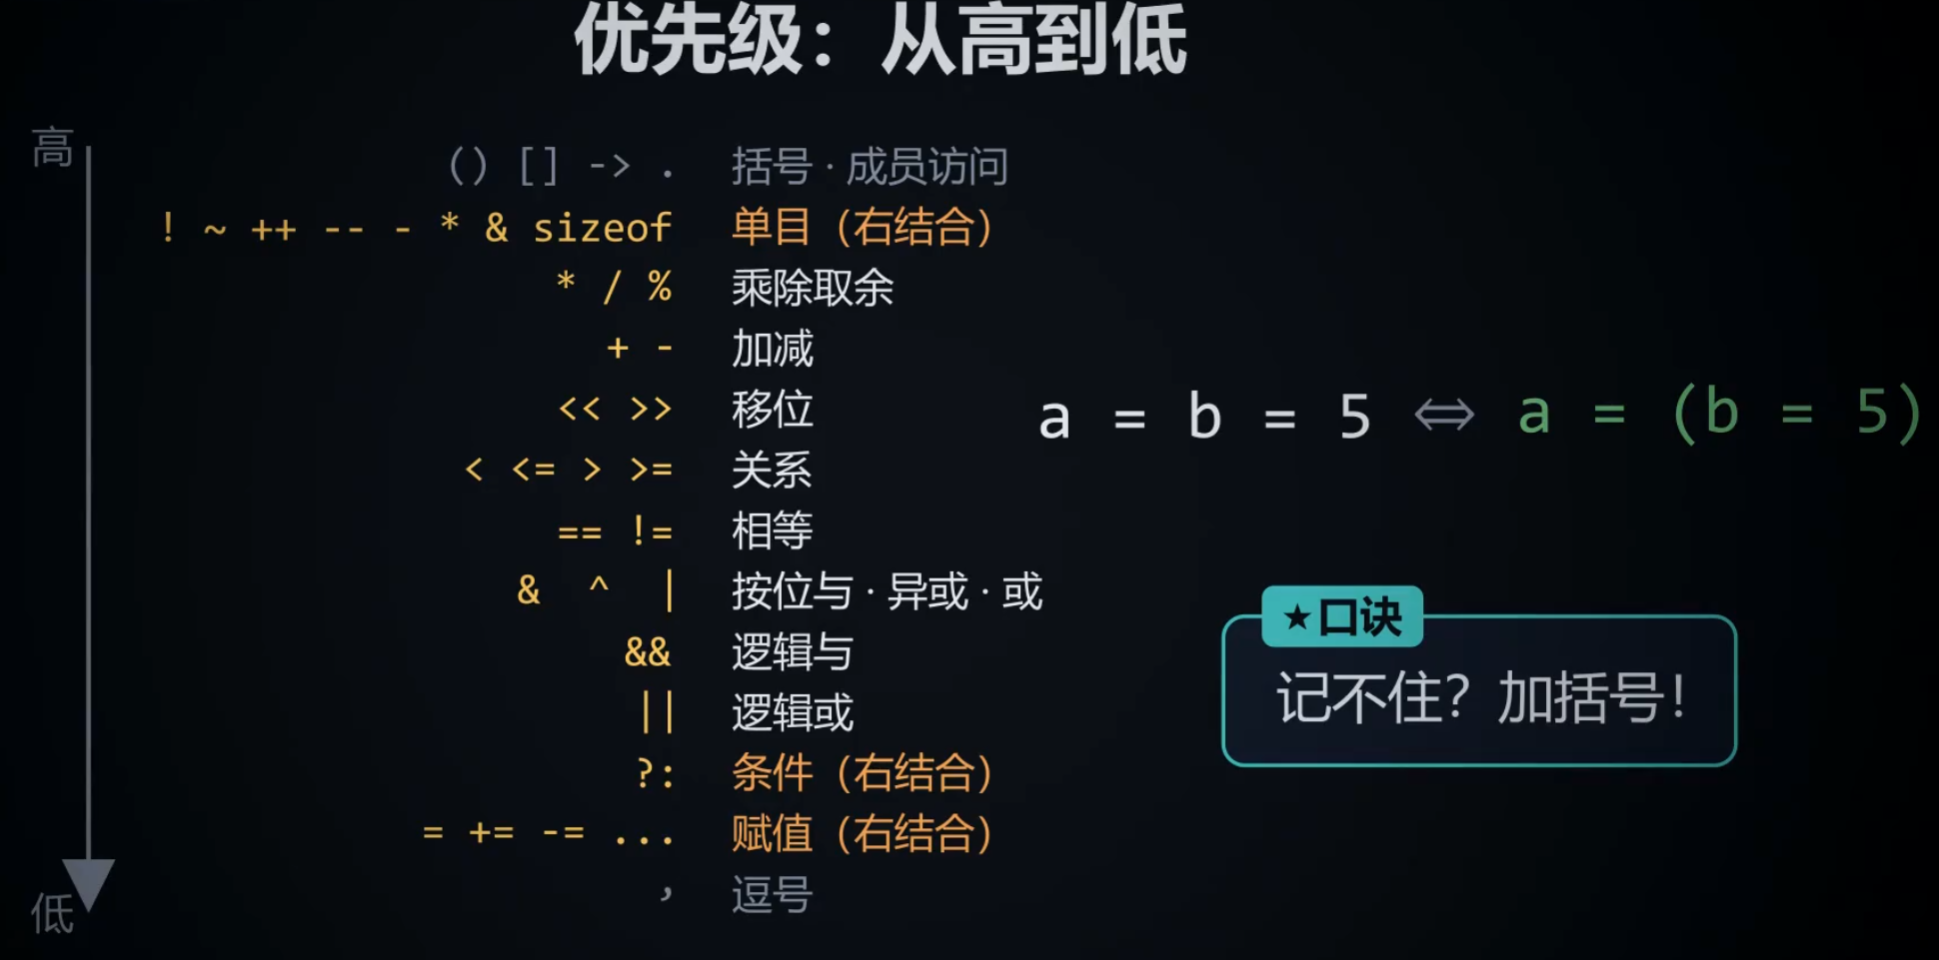 优先级：从高到低
高
() [] -> . 括号 · 成员访问
! ~ ++ -- - * & sizeof 单目（右结合）
* / % 乘除取余
+ - 加减
<< >> 移位
a = b = 5 ⇔ a = (b = 5)
< <= > >= 关系
== != 相等
& ^ | 按位与 · 异或 · 或
★口诀
&& 逻辑与
记不住？加括号！
|| 逻辑或
?: 条件（右结合）
= += -= ... 赋值（右结合）
, 逗号
低